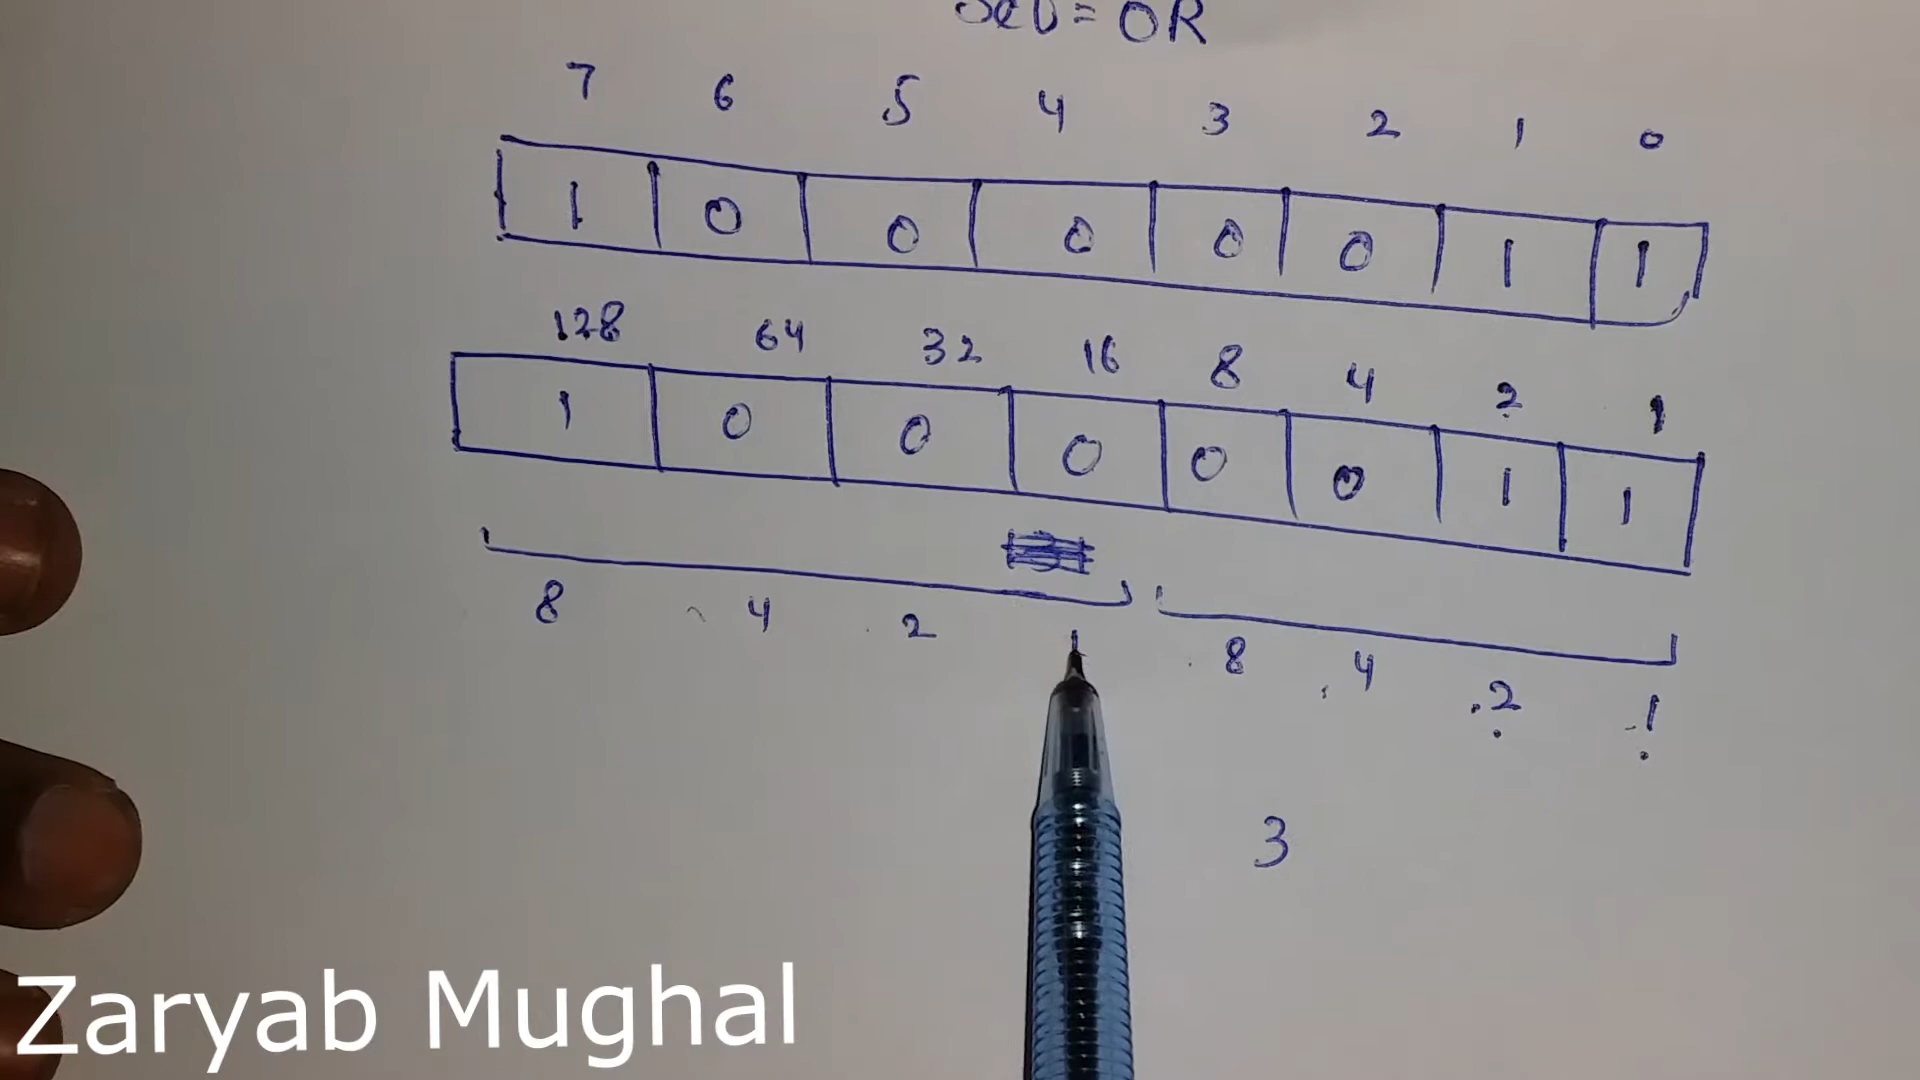 = OR
7 6 5 4 3 2 1 0
1 0 0 0 0 0 1 1
128 64 32 16 8 4 2 1
1 0 0 0 0 0 1 1
8 4 2 1 8 4 2 1
3
Zaryab Mughal